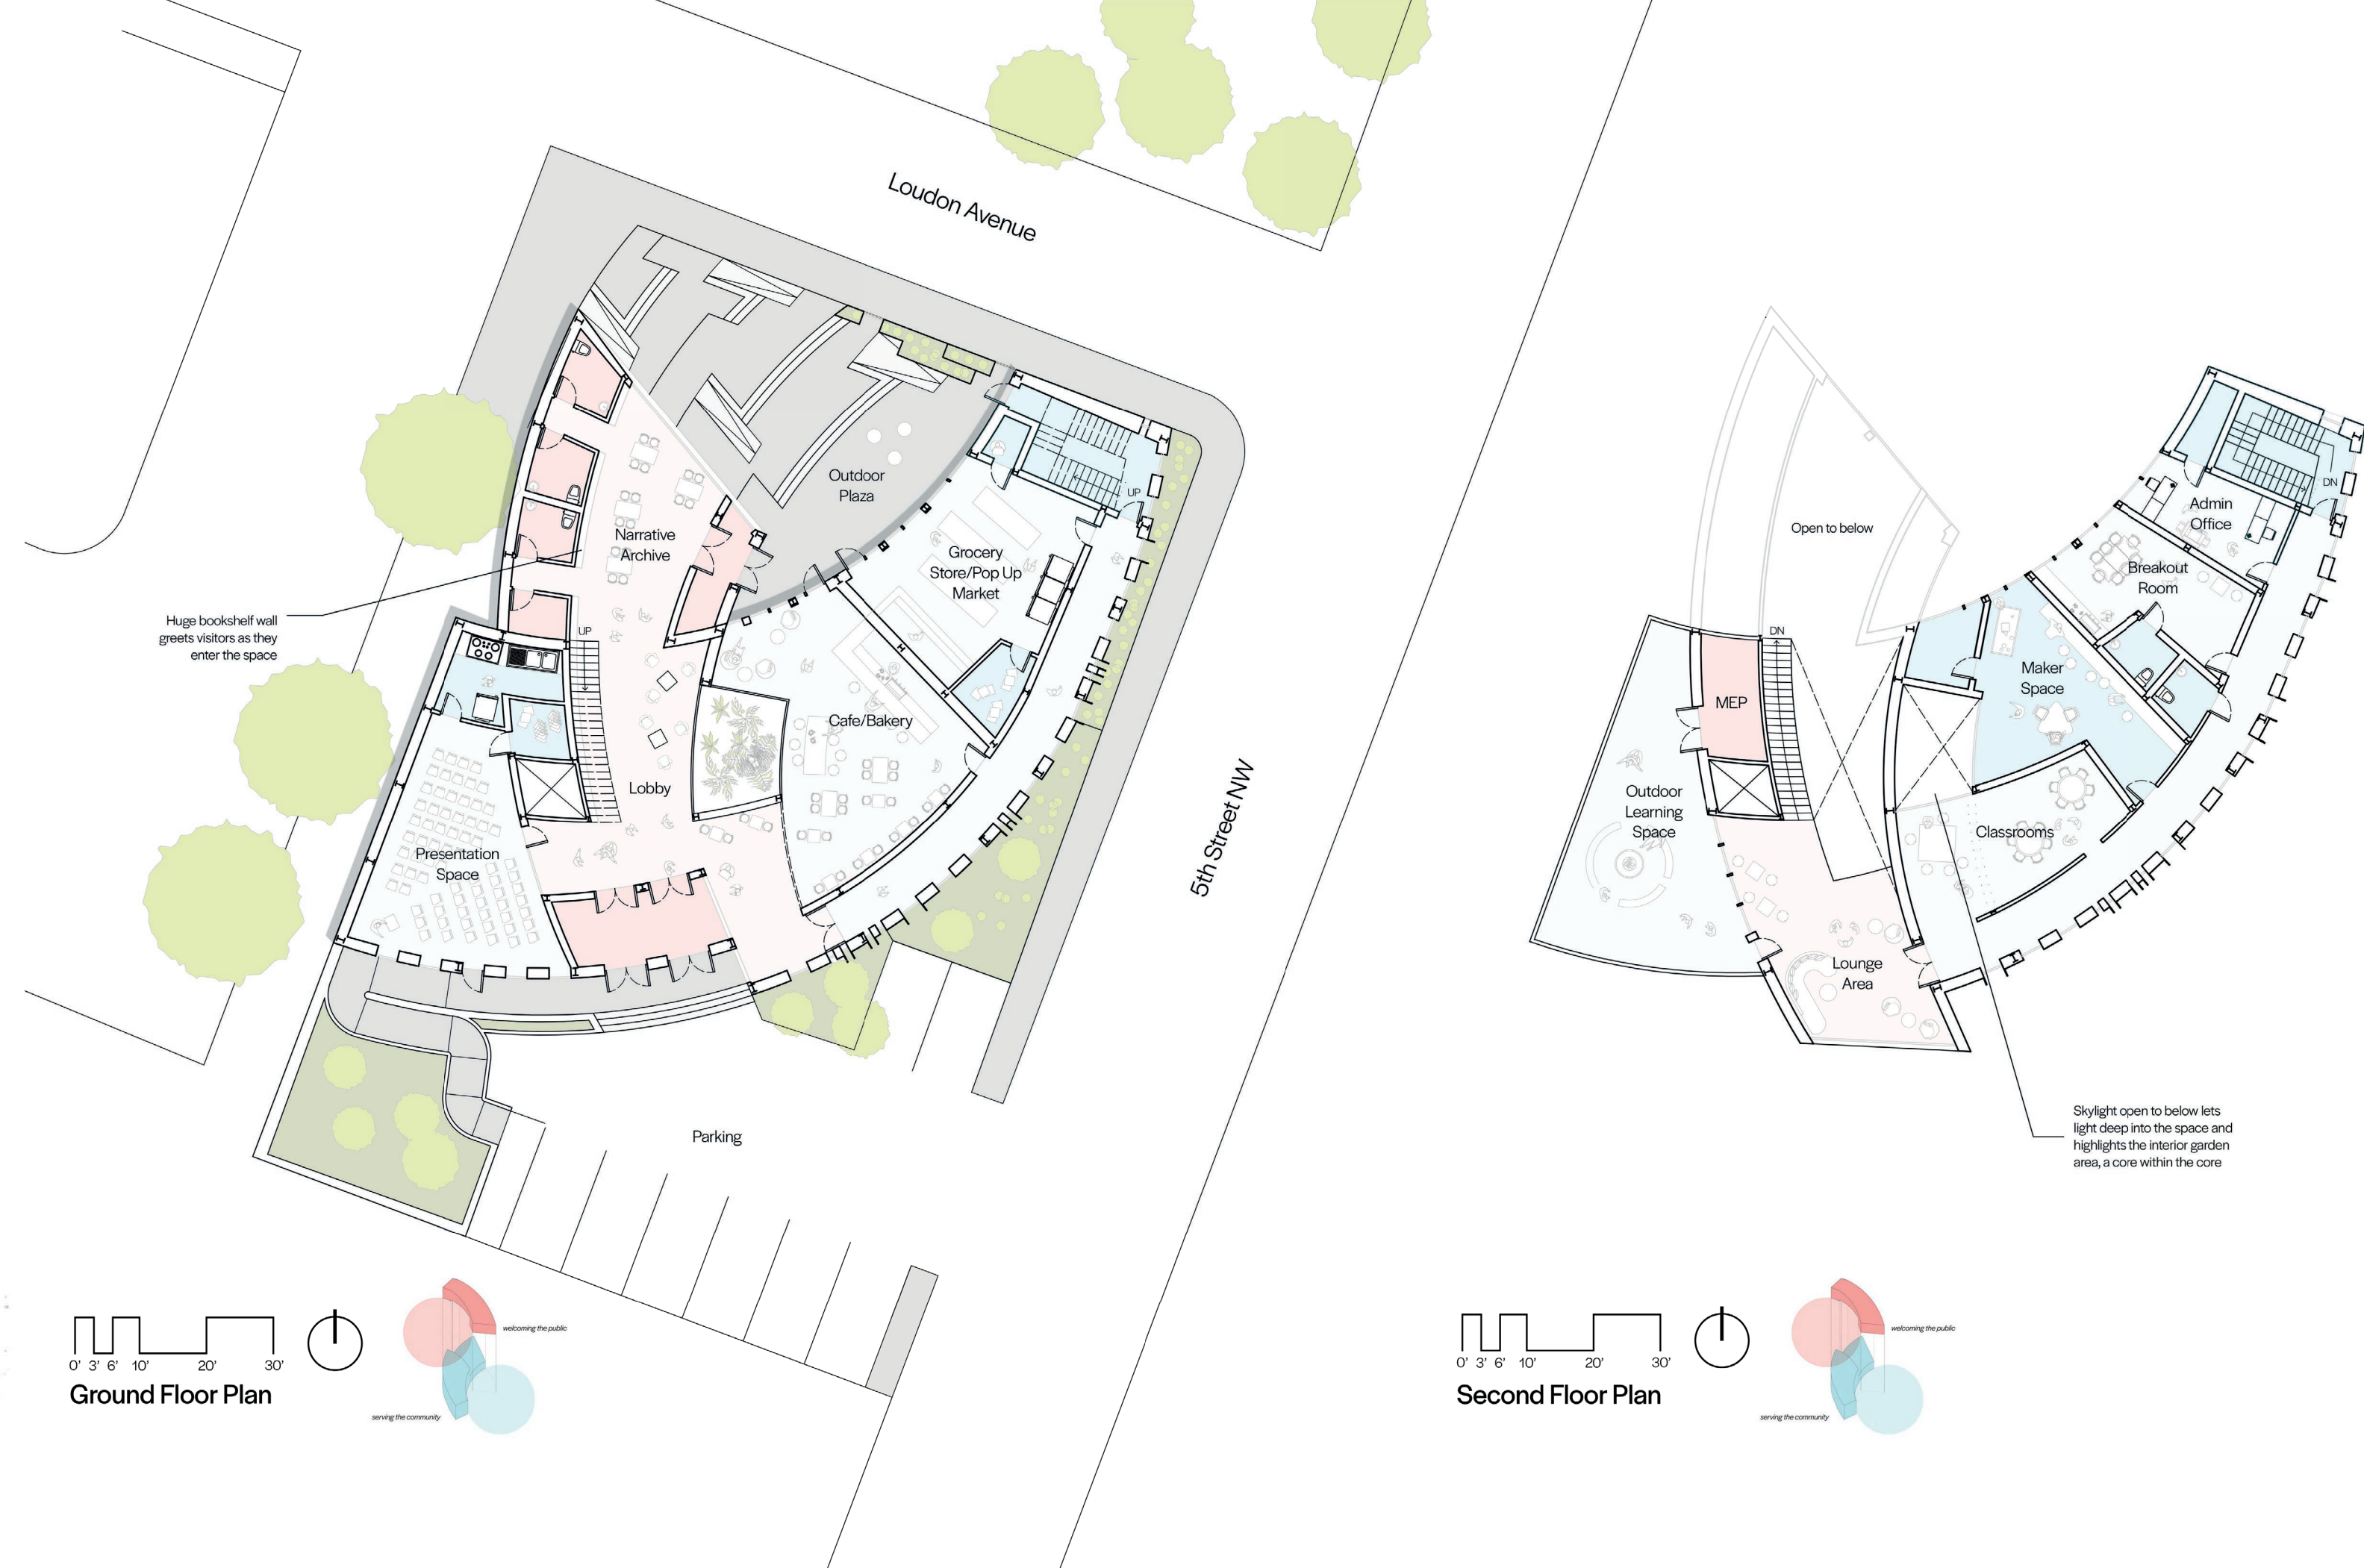 Loudon Avenue
Outdoor
Plaza
UP
Narrative
Archive
Grocery
Store/Pop Up
Market
Huge bookshelf wall
greets visitors as they
enter the space
UP
Cafe/Bakery
Lobby
Presentation
Space
5th Street NW
Parking
0' 3' 6' 10' 20' 30'
Ground Floor Plan
welcoming the public
serving the community
Open to below
DN
Admin
Office
Breakout
Room
DN
MEP
Maker
Space
Outdoor
Learning
Space
Classrooms
Lounge
Area
Skylight open to below lets
light deep into the space and
highlights the interior garden
area, a core within the core
0' 3' 6' 10' 20' 30'
Second Floor Plan
welcoming the public
serving the community